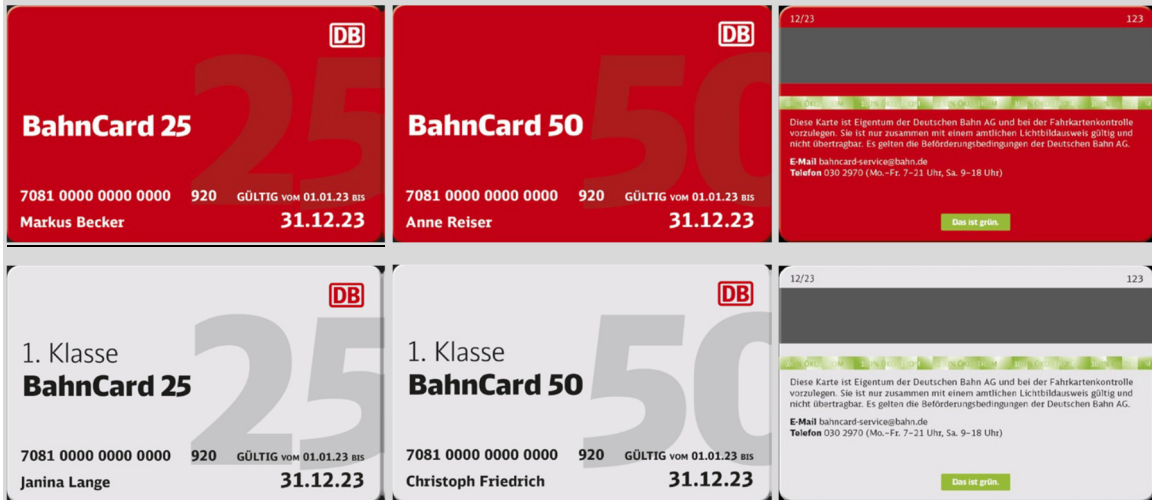 DB
25
BahnCard 25
7081 0000 0000 0000 920 GÜLTIG VOM 01.01.23 BIS
Markus Becker 31.12.23
DB
50
BahnCard 50
7081 0000 0000 0000 920 GÜLTIG VOM 01.01.23 BIS
Anne Reiser 31.12.23
12/23 123
Diese Karte ist Eigentum der Deutschen Bahn AG und bei der Fahrkartenkontrolle
vorzulegen. Sie ist nur zusammen mit einem amtlichen Lichtbildausweis gültig und
nicht übertragbar. Es gelten die Beförderungsbedingungen der Deutschen Bahn AG.
E-Mail bahncard-service@bahn.de
Telefon 030 2970 (Mo.–Fr. 7–21 Uhr, Sa. 9–18 Uhr)
Das ist grün.
DB
25
1. Klasse
BahnCard 25
7081 0000 0000 0000 920 GÜLTIG VOM 01.01.23 BIS
Janina Lange 31.12.23
DB
50
1. Klasse
BahnCard 50
7081 0000 0000 0000 920 GÜLTIG VOM 01.01.23 BIS
Christoph Friedrich 31.12.23
12/23 123
Diese Karte ist Eigentum der Deutschen Bahn AG und bei der Fahrkartenkontrolle
vorzulegen. Sie ist nur zusammen mit einem amtlichen Lichtbildausweis gültig und
nicht übertragbar. Es gelten die Beförderungsbedingungen der Deutschen Bahn AG.
E-Mail bahncard-service@bahn.de
Telefon 030 2970 (Mo.–Fr. 7–21 Uhr, Sa. 9–18 Uhr)
Das ist grün.